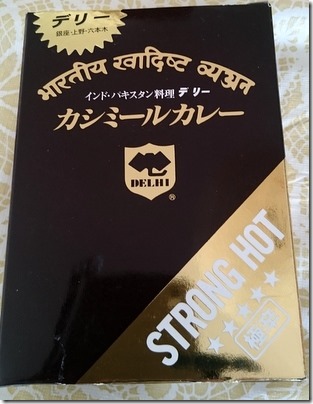 デリー
銀座・上野・六本木
भारतीय स्वादिष्ट व्यञ्जन
インド・パキスタン料理 デリー
カシミールカレー
DELHI
®
STRONG HOT
★★★★★
極辛